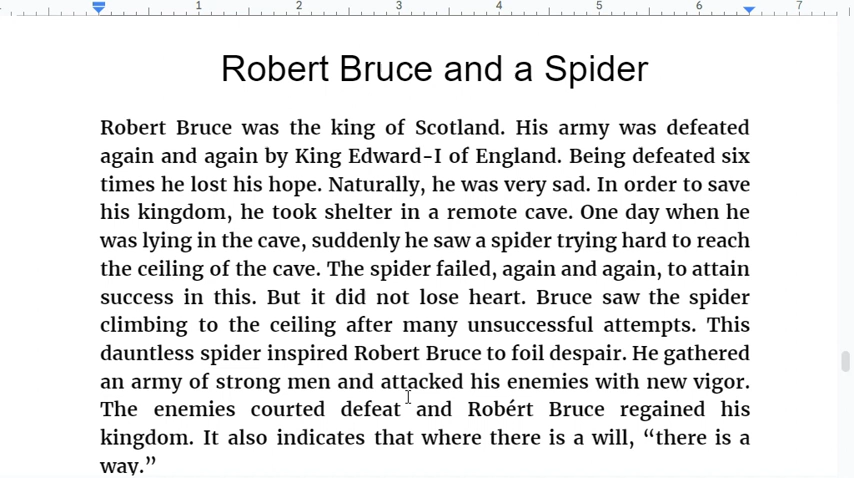 1 2 3 4 5 6 7
Robert Bruce and a Spider
Robert Bruce was the king of Scotland. His army was defeated
again and again by King Edward-I of England. Being defeated six
times he lost his hope. Naturally, he was very sad. In order to save
his kingdom, he took shelter in a remote cave. One day when he
was lying in the cave, suddenly he saw a spider trying hard to reach
the ceiling of the cave. The spider failed, again and again, to attain
success in this. But it did not lose heart. Bruce saw the spider
climbing to the ceiling after many unsuccessful attempts. This
dauntless spider inspired Robert Bruce to foil despair. He gathered
an army of strong men and attacked his enemies with new vigor.
The enemies courted defeat and Robért Bruce regained his
kingdom. It also indicates that where there is a will, “there is a
way.”